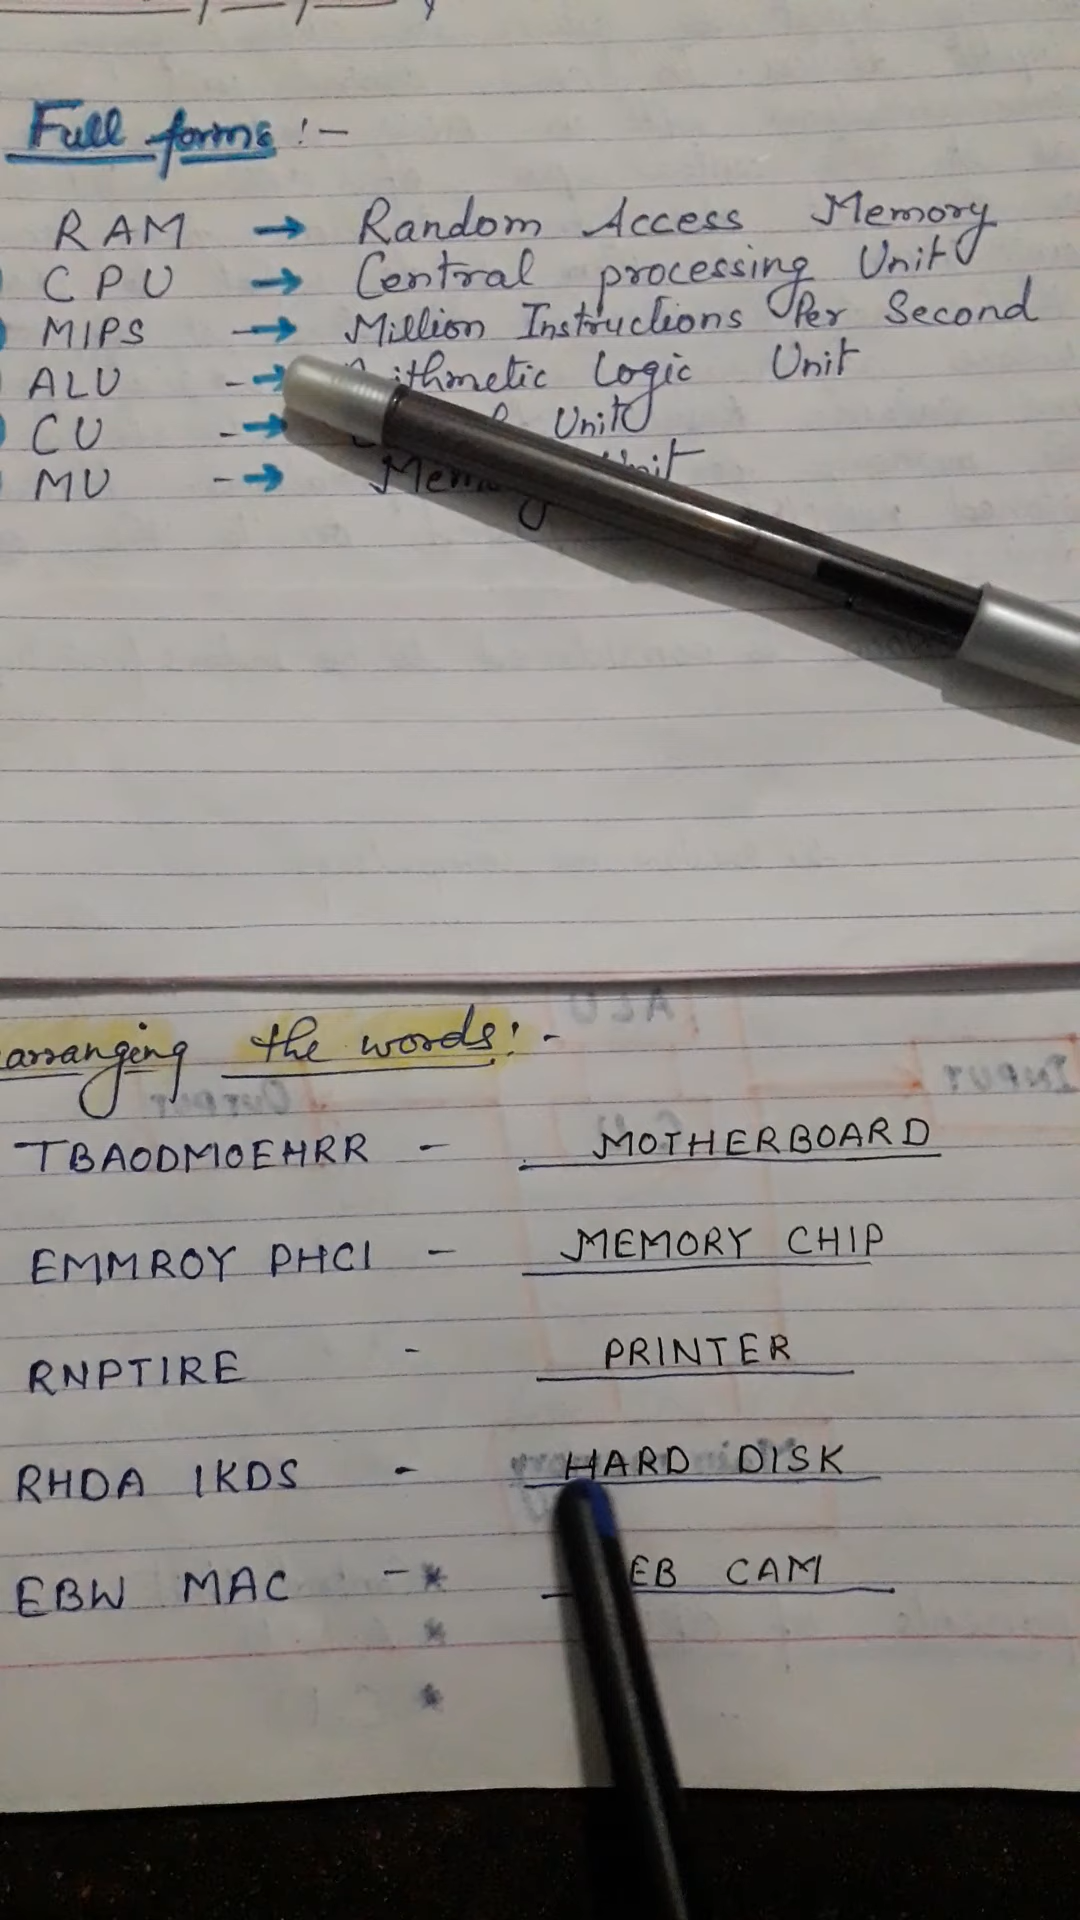 Full forms :-
RAM → Random Access Memory
CPU → Central processing Unit
MIPS → Million Instructions Per Second
ALU -→ ithmetic Logic Unit
CU -→ Unit
MU -→ Unit
arranging the words :-
TBAODMOEHRR - MOTHERBOARD
EMMROY PHCI - MEMORY CHIP
RNPTIRE - PRINTER
RHDA IKDS - HARD DISK
EBW MAC - * EB CAM
*
*